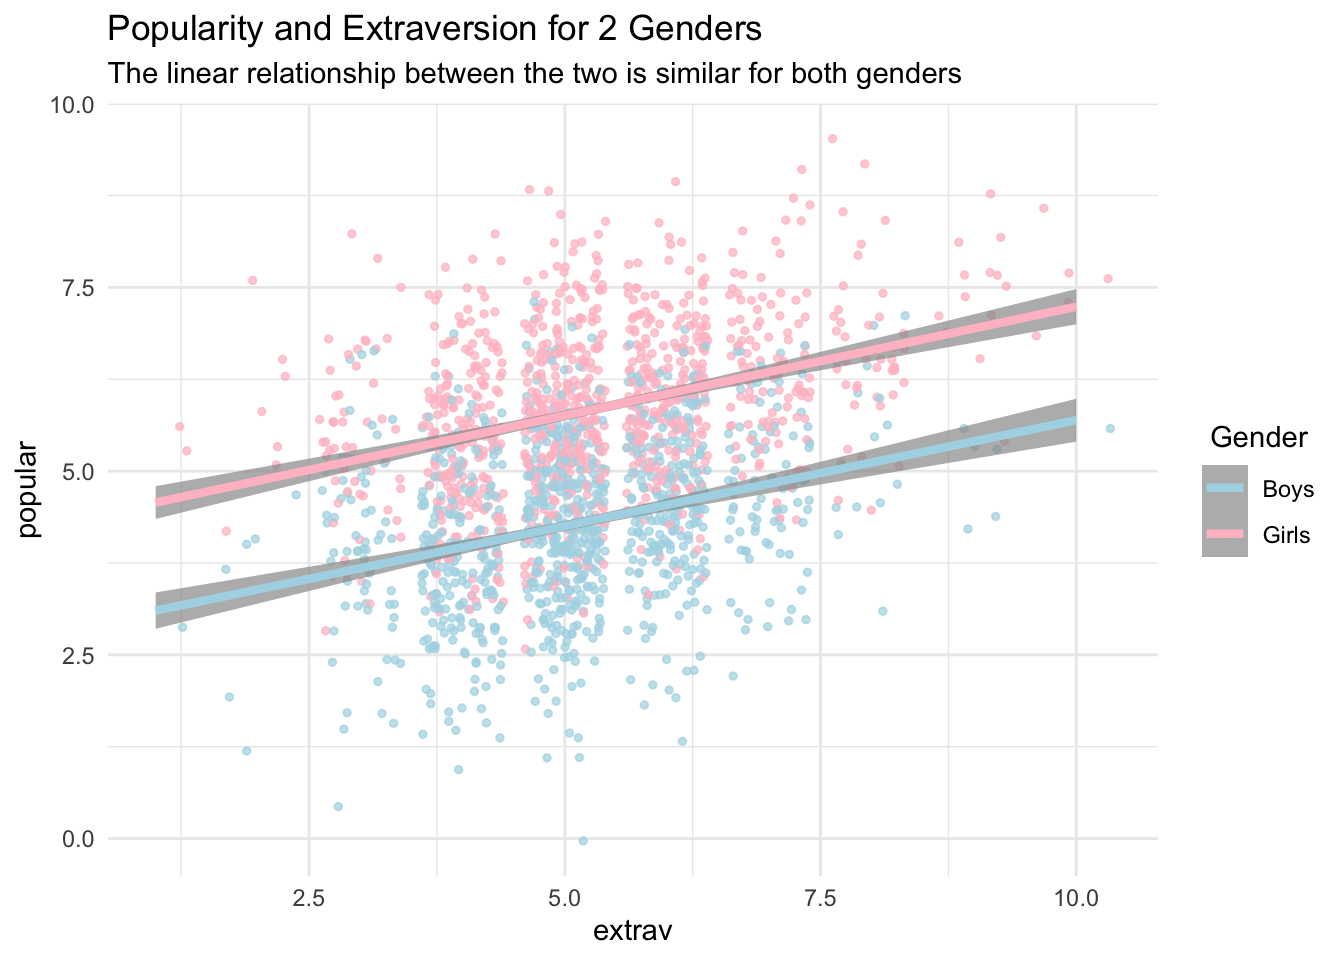 Popularity and Extraversion for 2 Genders
The linear relationship between the two is similar for both genders
10.0
7.5
5.0
2.5
0.0
popular
2.5 5.0 7.5 10.0
extrav
Gender
Boys
Girls